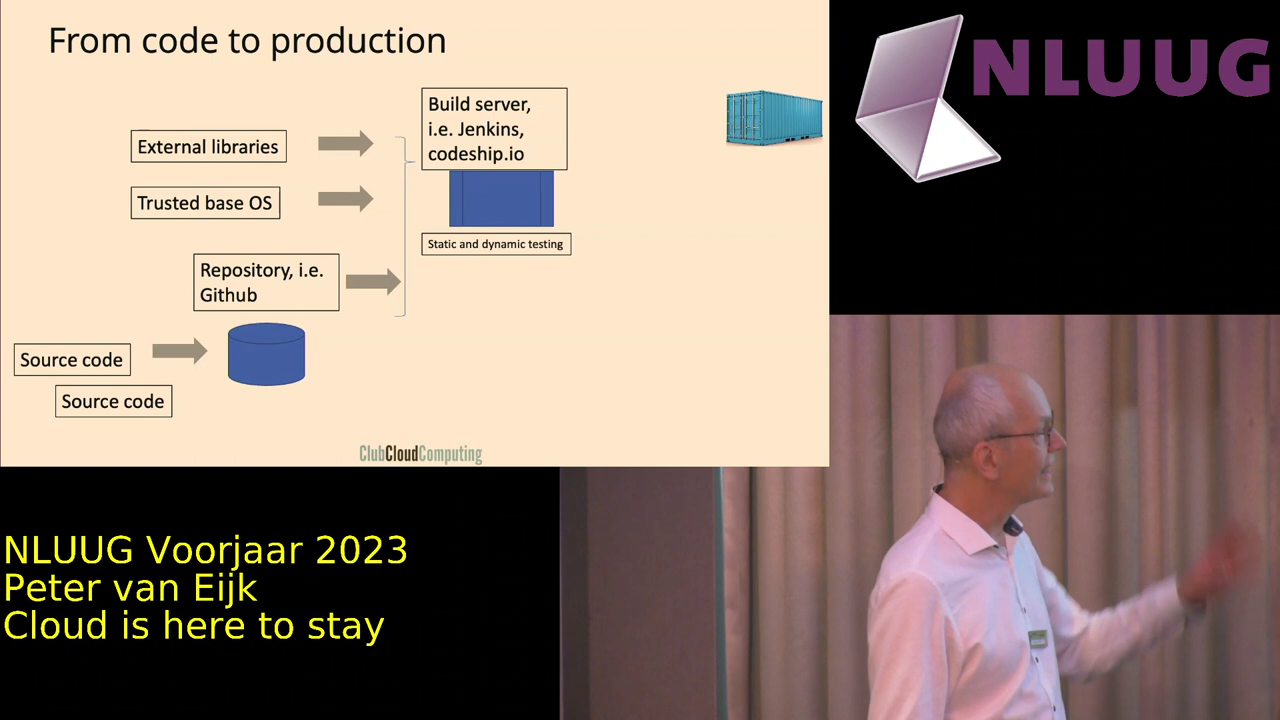 From code to production
Build server,
i.e. Jenkins,
codeship.io
External libraries
Trusted base OS
Static and dynamic testing
Repository, i.e.
Github
Source code
Source code
ClubCloudComputing
NLUUG
NLUUG Voorjaar 2023
Peter van Eijk
Cloud is here to stay